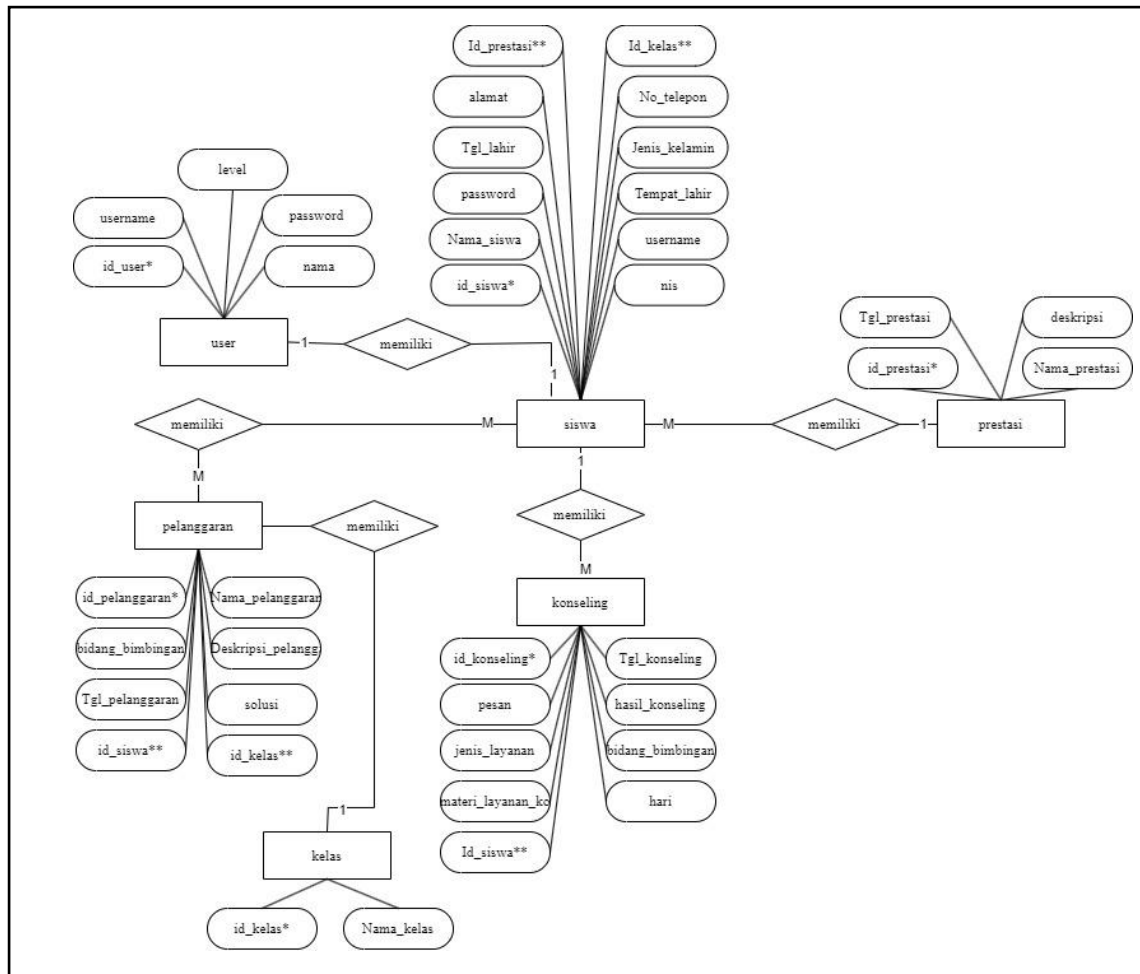 Id_prestasi**
Id_kelas**
alamat
No_telepon
Tgl_lahir
Jenis_kelamin
level
password
Tempat_lahir
username
password
Nama_siswa
username
id_user*
nama
id_siswa*
nis
Tgl_prestasi
deskripsi
user
1
memiliki
id_prestasi*
Nama_prestasi
1
memiliki
M
siswa
M
memiliki
1
prestasi
M
1
pelanggaran
memiliki
memiliki
M
id_pelanggaran*
Nama_pelanggaran
konseling
bidang_bimbingan
Deskripsi_pelangga
id_konseling*
Tgl_konseling
Tgl_pelanggaran
solusi
pesan
hasil_konseling
id_siswa**
id_kelas**
jenis_layanan
bidang_bimbingan
materi_layanan_ko
hari
1
kelas
Id_siswa**
id_kelas*
Nama_kelas